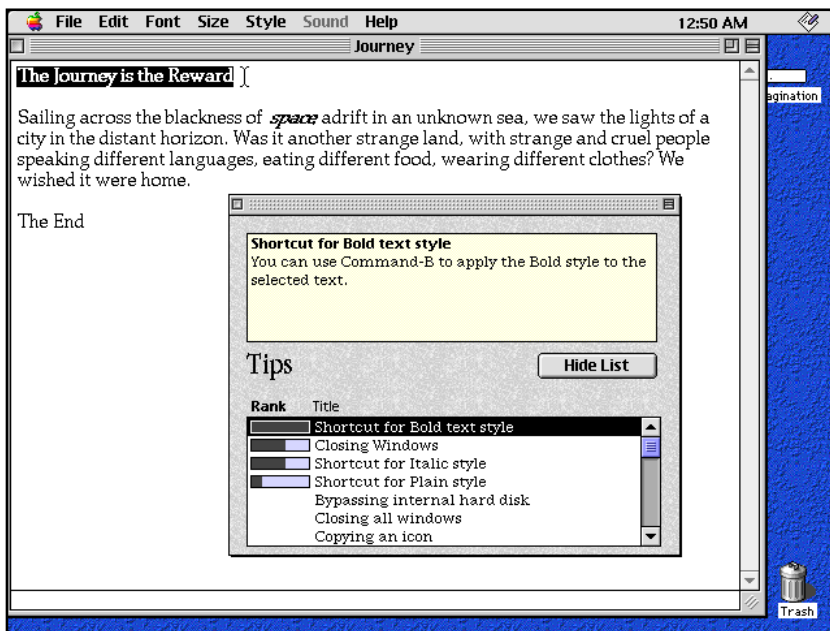 File Edit Font Size Style Sound Help 12:50 AM
Journey
The Journey is the Reward
agination
Sailing across the blackness of space, adrift in an unknown sea, we saw the lights of a
city in the distant horizon. Was it another strange land, with strange and cruel people
speaking different languages, eating different food, wearing different clothes? We
wished it were home.
The End
Shortcut for Bold text style
You can use Command-B to apply the Bold style to the
selected text.
Tips
Hide List
Rank Title
Shortcut for Bold text style
Closing Windows
Shortcut for Italic style
Shortcut for Plain style
Bypassing internal hard disk
Closing all windows
Copying an icon
Trash